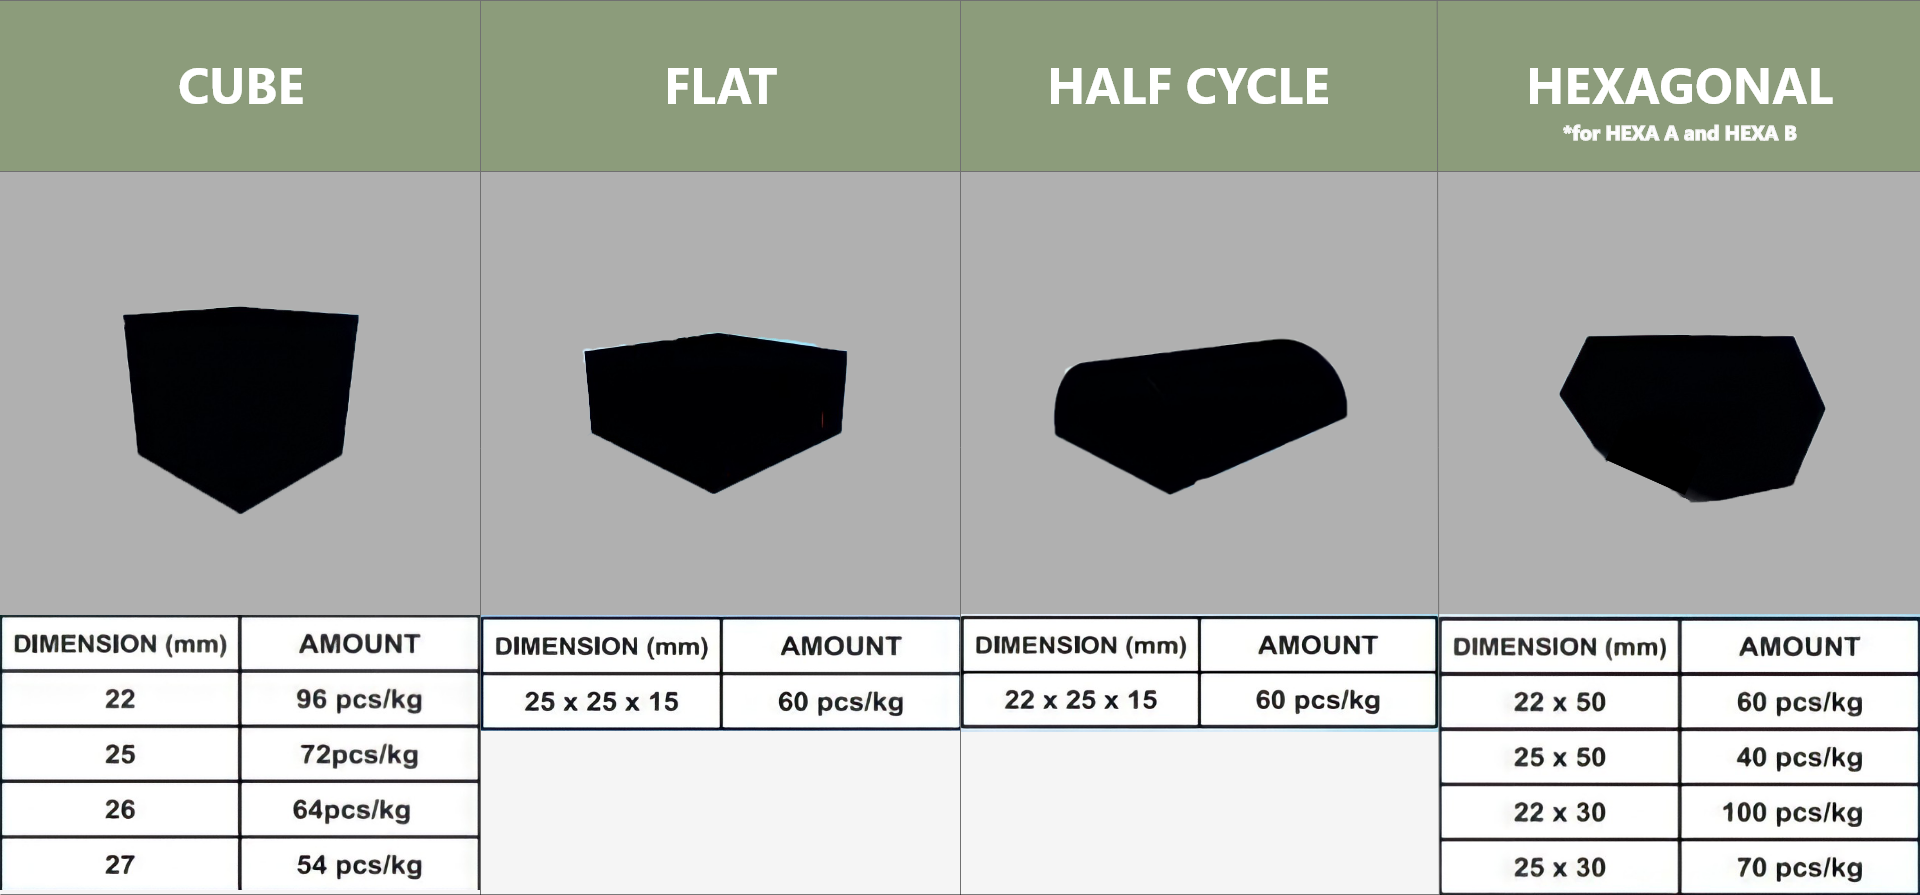 CUBE
FLAT
HALF CYCLE
HEXAGONAL
*for HEXA A and HEXA B
DIMENSION (mm) AMOUNT
22 96 pcs/kg
25 72pcs/kg
26 64pcs/kg
27 54 pcs/kg
DIMENSION (mm) AMOUNT
25 x 25 x 15 60 pcs/kg
DIMENSION (mm) AMOUNT
22 x 25 x 15 60 pcs/kg
DIMENSION (mm) AMOUNT
22 x 50 60 pcs/kg
25 x 50 40 pcs/kg
22 x 30 100 pcs/kg
25 x 30 70 pcs/kg